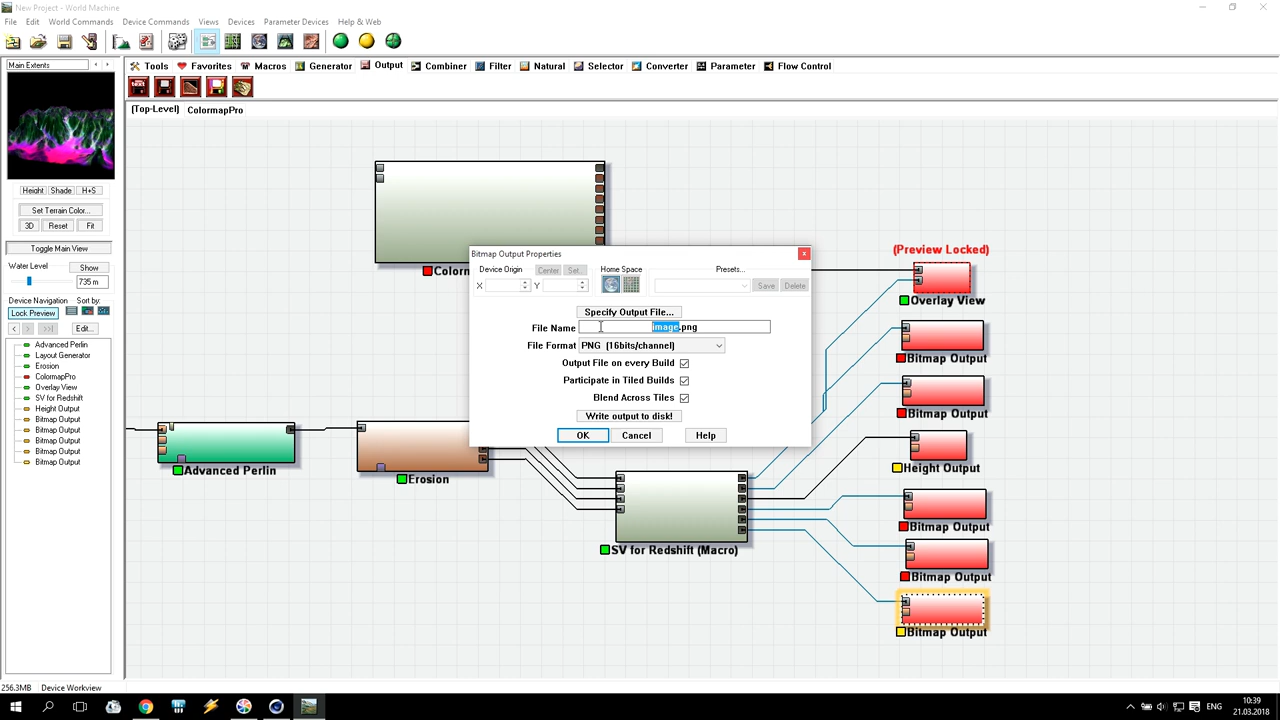 New Project - World Machine
File Edit World Commands Device Commands Views Devices Parameter Devices Help & Web
Main Extents
Tools Favorites Macros Generator Output Combiner Filter Natural Selector Converter Parameter Flow Control
text
(Top-Level) ColormapPro
Height Shade H+S
Set Terrain Color...
3D Reset Fit
Toggle Main View
Water Level Show
735 m
Device Navigation Sort by:
Lock Preview
Edit...
Advanced Perlin
Layout Generator
Erosion
ColormapPro
Overlay View
SV for Redshift
Height Output
Bitmap Output
Bitmap Output
Bitmap Output
Bitmap Output
Bitmap Output
Bitmap Output Properties
Device Origin Center Set... Home Space Presets...
X Y Save Delete
Specify Output File...
File Name image.png
File Format PNG (16bits/channel)
Output File on every Build
Participate in Tiled Builds
Blend Across Tiles
Write output to disk!
OK Cancel Help
(Preview Locked)
Overlay View
Bitmap Output
Bitmap Output
Height Output
Bitmap Output
Bitmap Output
Bitmap Output
Advanced Perlin
Erosion
SV for Redshift (Macro)
256.3MB Device Workview
ENG
10:39
21.03.2018